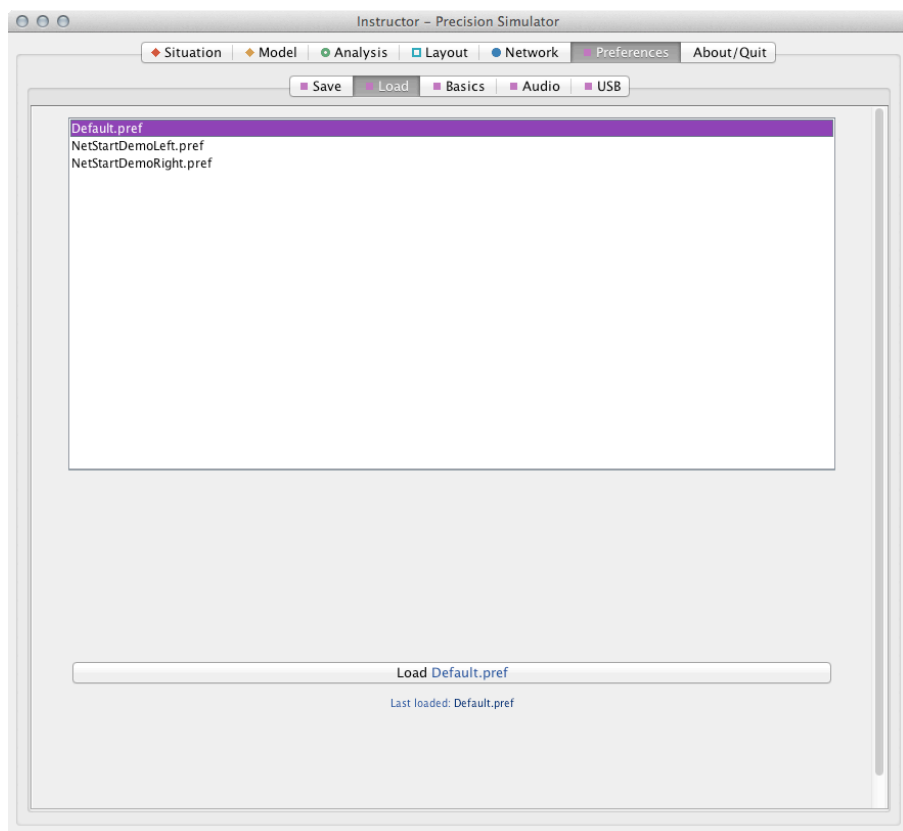 Instructor – Precision Simulator
Situation Model Analysis Layout Network Preferences About/Quit
Save Load Basics Audio USB
Default.pref
NetStartDemoLeft.pref
NetStartDemoRight.pref
Load Default.pref
Last loaded: Default.pref